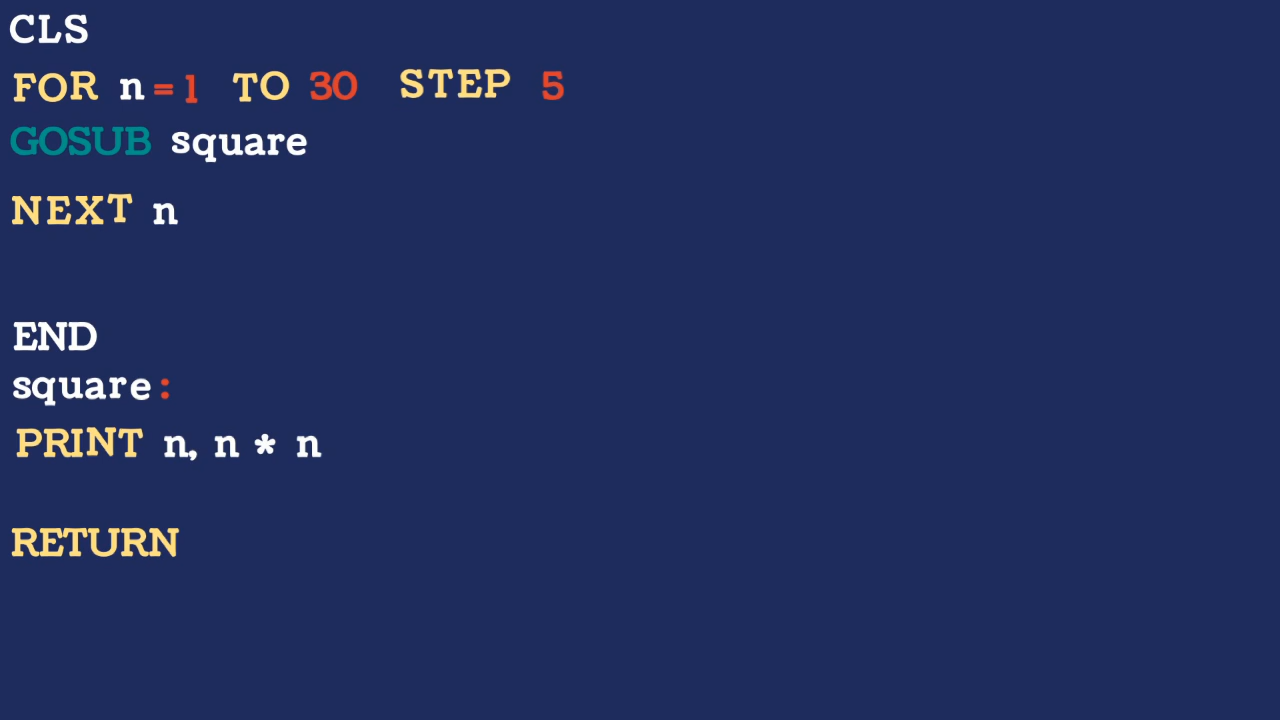 CLS
FOR n = 1 TO 30 STEP 5
GOSUB square
NEXT n
END
square:
PRINT n, n * n
RETURN